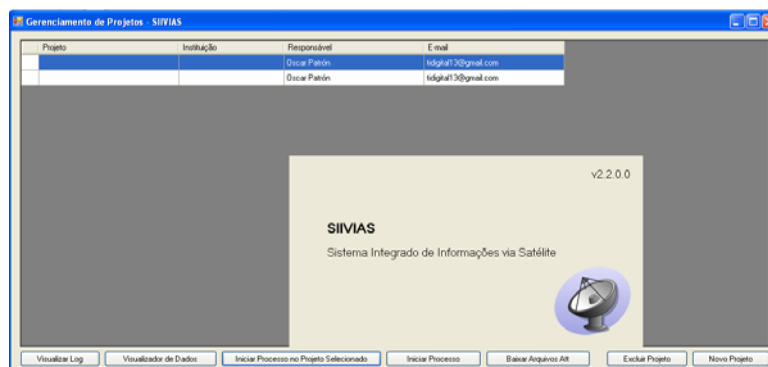 Gerenciamento de Projetos - SIIVIAS
Projeto Instituição Responsável E-mail
Oscar Patrón tidigital13@gmail.com
Oscar Patrón tidigital13@gmail.com
v2.2.0.0
SIIVIAS
Sistema Integrado de Informações via Satélite
Visualizar Log Visualizador de Dados Iniciar Processo no Projeto Selecionado Iniciar Processo Baixar Arquivos Att Excluir Projeto Novo Projeto